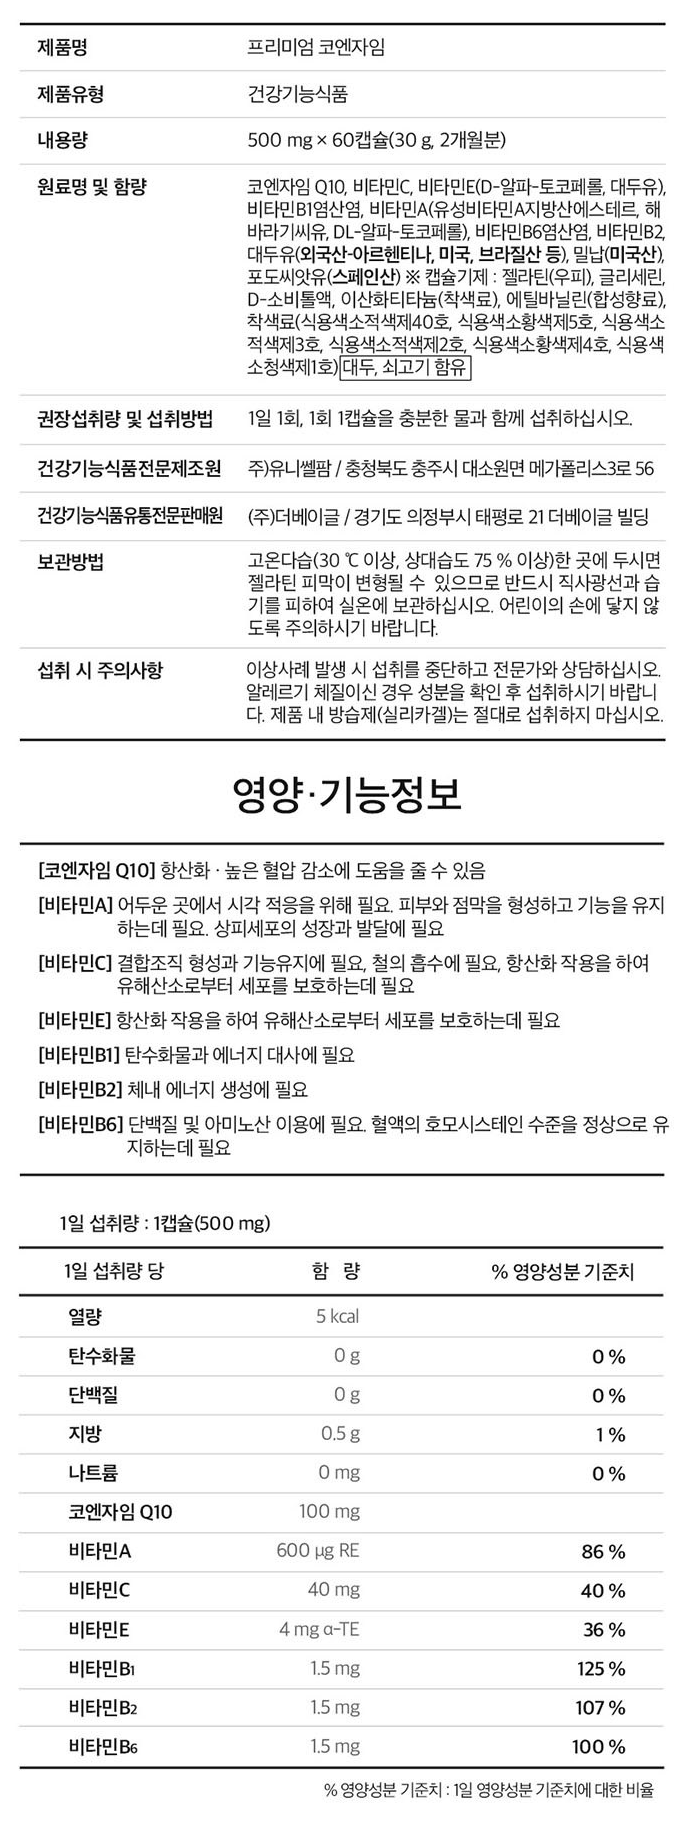 제품명 프리미엄 코엔자임
제품유형 건강기능식품
내용량 500 mg × 60캡슐(30 g, 2개월분)
원료명 및 함량 코엔자임 Q10, 비타민C, 비타민E(D-알파-토코페롤, 대두유),
비타민B1염산염, 비타민A(유성비타민A지방산에스테르, 해
바라기씨유, DL-알파-토코페롤), 비타민B6염산염, 비타민B2,
대두유(외국산-아르헨티나, 미국, 브라질산 등), 밀납(미국산),
포도씨앗유(스페인산) ※ 캡슐기제 : 젤라틴(우피), 글리세린,
D-소비톨액, 이산화티타늄(착색료), 에틸바닐린(합성향료),
착색료(식용색소적색제40호, 식용색소황색제5호, 식용색소
적색제3호, 식용색소적색제2호, 식용색소황색제4호, 식용색
소청색제1호) 대두, 쇠고기 함유
권장섭취량 및 섭취방법 1일 1회, 1회 1캡슐을 충분한 물과 함께 섭취하십시오.
건강기능식품전문제조원 주)유니쎌팜 / 충청북도 충주시 대소원면 메가폴리스3로 56
건강기능식품유통전문판매원 (주)더베이글 / 경기도 의정부시 태평로 21 더베이글 빌딩
보관방법 고온다습(30 ℃ 이상, 상대습도 75 % 이상)한 곳에 두시면
젤라틴 피막이 변형될 수 있으므로 반드시 직사광선과 습
기를 피하여 실온에 보관하십시오. 어린이의 손에 닿지 않
도록 주의하시기 바랍니다.
섭취 시 주의사항 이상사례 발생 시 섭취를 중단하고 전문가와 상담하십시오.
알레르기 체질이신 경우 성분을 확인 후 섭취하시기 바랍니
다. 제품 내 방습제(실리카겔)는 절대로 섭취하지 마십시오.
영양·기능정보
[코엔자임 Q10] 항산화 · 높은 혈압 감소에 도움을 줄 수 있음
[비타민A] 어두운 곳에서 시각 적응을 위해 필요. 피부와 점막을 형성하고 기능을 유지
하는데 필요. 상피세포의 성장과 발달에 필요
[비타민C] 결합조직 형성과 기능유지에 필요, 철의 흡수에 필요, 항산화 작용을 하여
유해산소로부터 세포를 보호하는데 필요
[비타민E] 항산화 작용을 하여 유해산소로부터 세포를 보호하는데 필요
[비타민B1] 탄수화물과 에너지 대사에 필요
[비타민B2] 체내 에너지 생성에 필요
[비타민B6] 단백질 및 아미노산 이용에 필요. 혈액의 호모시스테인 수준을 정상으로 유
지하는데 필요
1일 섭취량 : 1캡슐(500 mg)
1일 섭취량 당 함 량 % 영양성분 기준치
열량 5 kcal
탄수화물 0 g 0 %
단백질 0 g 0 %
지방 0.5 g 1 %
나트륨 0 mg 0 %
코엔자임 Q10 100 mg
비타민A 600 μg RE 86 %
비타민C 40 mg 40 %
비타민E 4 mg α-TE 36 %
비타민B1 1.5 mg 125 %
비타민B2 1.5 mg 107 %
비타민B6 1.5 mg 100 %
% 영양성분 기준치 : 1일 영양성분 기준치에 대한 비율